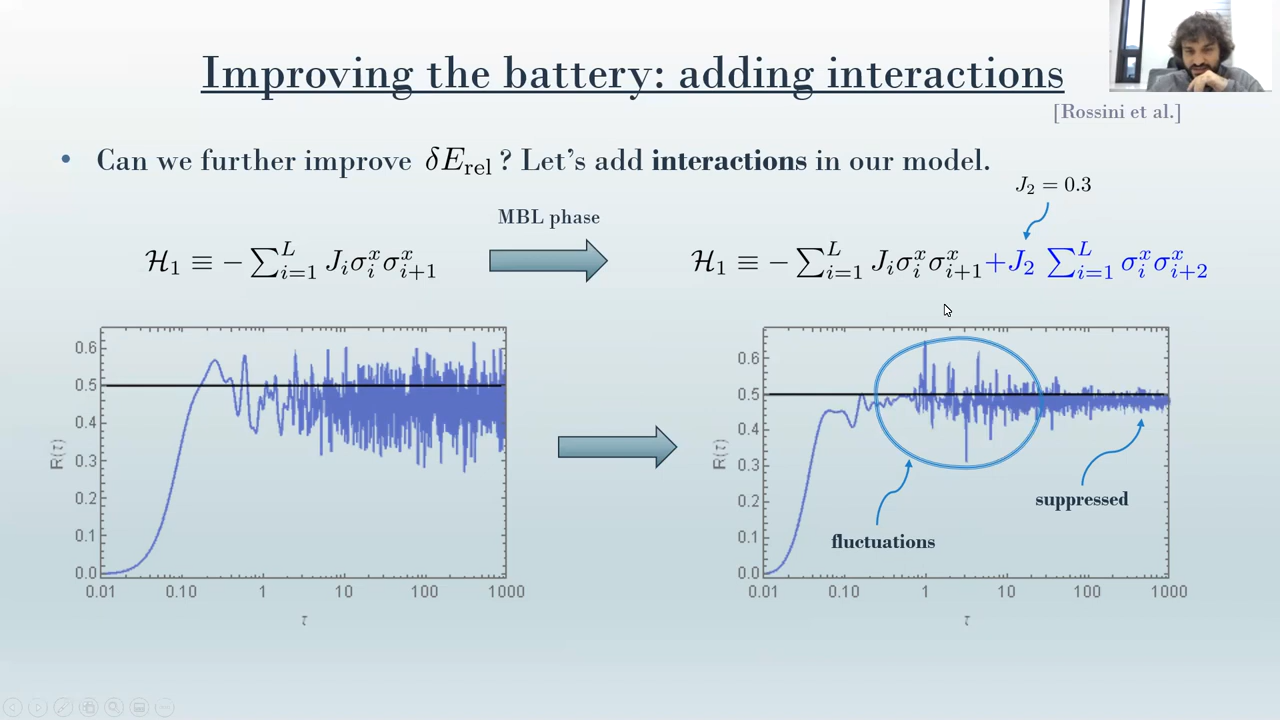 Improving the battery: adding interactions
[Rossini et al.]
• Can we further improve δE_rel ? Let's add interactions in our model.
J₂ = 0.3
MBL phase
ℋ₁ ≡ −∑_{i=1}^{L} J_i σ_i^x σ_{i+1}^x
ℋ₁ ≡ −∑_{i=1}^{L} J_i σ_i^x σ_{i+1}^x +J₂ ∑_{i=1}^{L} σ_i^x σ_{i+2}^x
0.6
0.5
0.4
0.3
0.2
0.1
0.0
R(τ)
0.01 0.10 1 10 100 1000
τ
0.6
0.5
0.4
0.3
0.2
0.1
0.0
R(τ)
0.01 0.10 1 10 100 1000
τ
suppressed
fluctuations